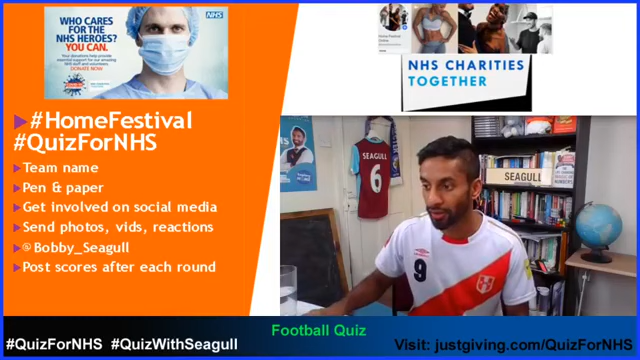 WHO CARES
FOR THE
NHS HEROES?
YOU CAN.
DONATE NOW
NHS
#HomeFestival
#QuizForNHS
Team name
Pen & paper
Get involved on social media
Send photos, vids, reactions
@Bobby_Seagull
Post scores after each round
NHS CHARITIES
TOGETHER
SEAGULL
6
SEAGULL
9
Football Quiz
#QuizForNHS #QuizWithSeagull
Visit: justgiving.com/QuizForNHS